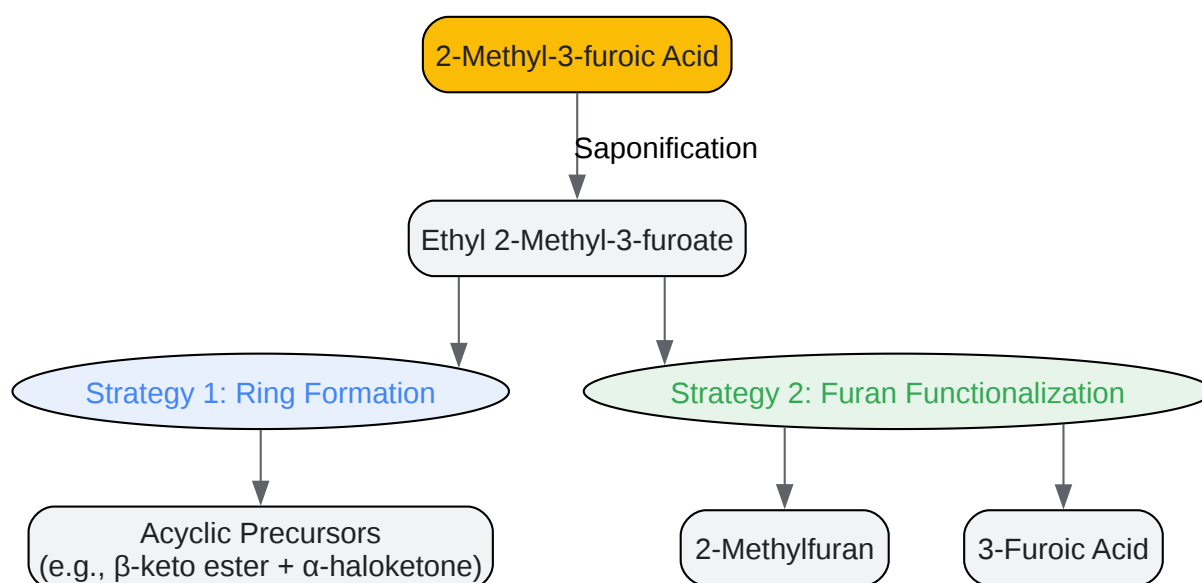 2-Methyl-3-furoic Acid
Saponification
Ethyl 2-Methyl-3-furoate
Strategy 1: Ring Formation
Strategy 2: Furan Functionalization
Acyclic Precursors
(e.g., β-keto ester + α-haloketone)
2-Methylfuran
3-Furoic Acid